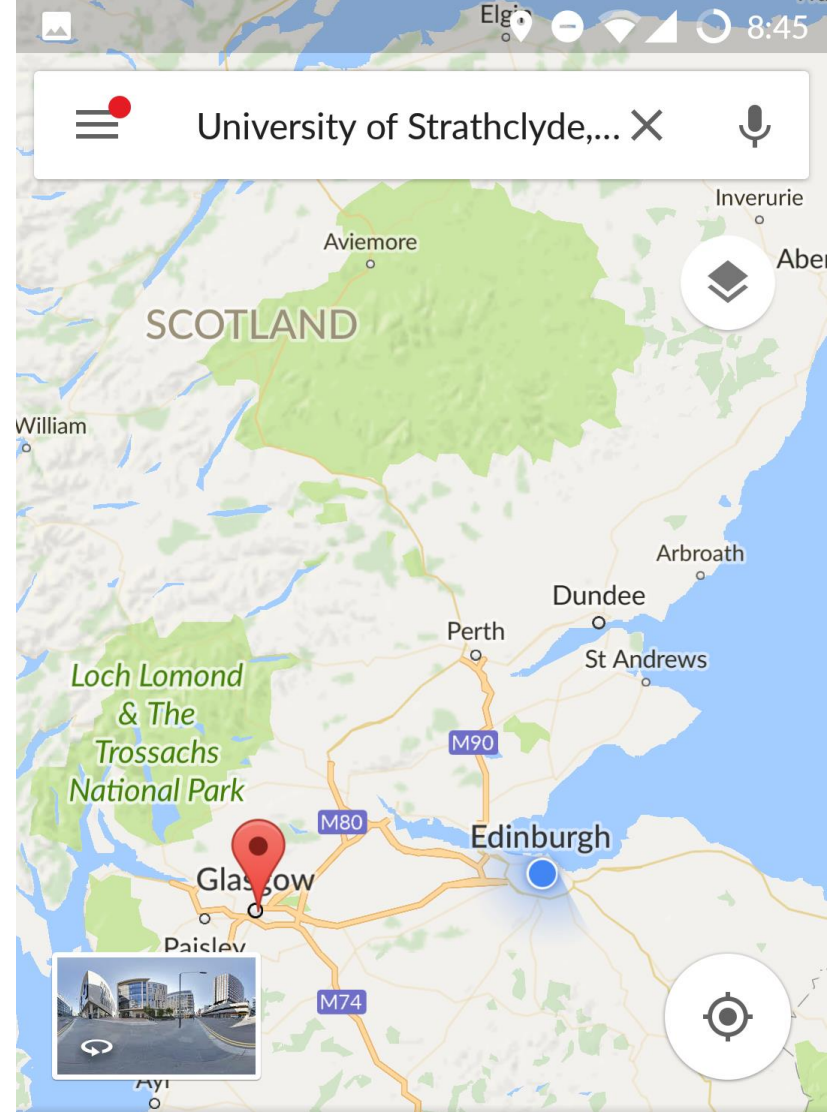 Elgin
8:45
University of Strathclyde,...
Inverurie
Aviemore
Aber
SCOTLAND
William
Arbroath
Dundee
Perth
St Andrews
Loch Lomond
& The
Trossachs
National Park
M90
M80
Edinburgh
Glasgow
Paisley
M74
Ayr